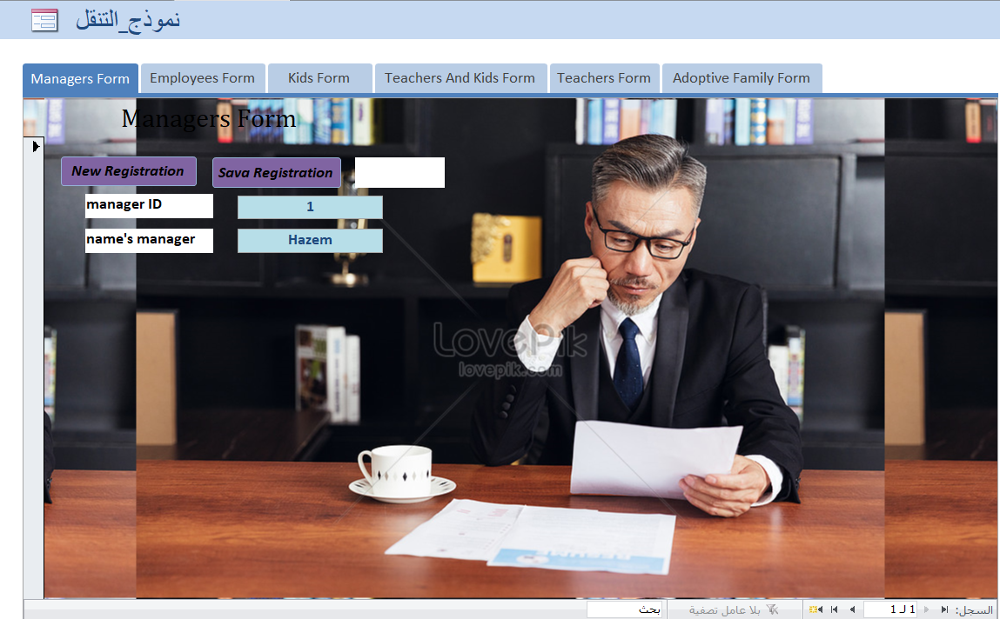 نموذج_التنقل
Managers Form Employees Form Kids Form Teachers And Kids Form Teachers Form Adoptive Family Form
Managers Form
New Registration Sava Registration
manager ID 1
name's manager Hazem
LovePik
lovepik.com
RESUME
السجل: 1 لـ 1 بلا عامل تصفية بحث